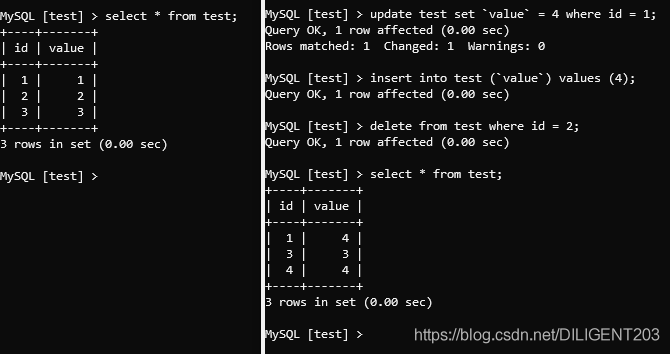 MySQL [test] > select * from test;
+----+-------+
| id | value |
+----+-------+
|  1 |     1 |
|  2 |     2 |
|  3 |     3 |
+----+-------+
3 rows in set (0.00 sec)
MySQL [test] >
MySQL [test] > update test set `value` = 4 where id = 1;
Query OK, 1 row affected (0.00 sec)
Rows matched: 1  Changed: 1  Warnings: 0
MySQL [test] > insert into test (`value`) values (4);
Query OK, 1 row affected (0.00 sec)
MySQL [test] > delete from test where id = 2;
Query OK, 1 row affected (0.00 sec)
MySQL [test] > select * from test;
+----+-------+
| id | value |
+----+-------+
|  1 |     4 |
|  3 |     3 |
|  4 |     4 |
+----+-------+
3 rows in set (0.00 sec)
MySQL [test] >
https://blog.csdn.net/DILIGENT203